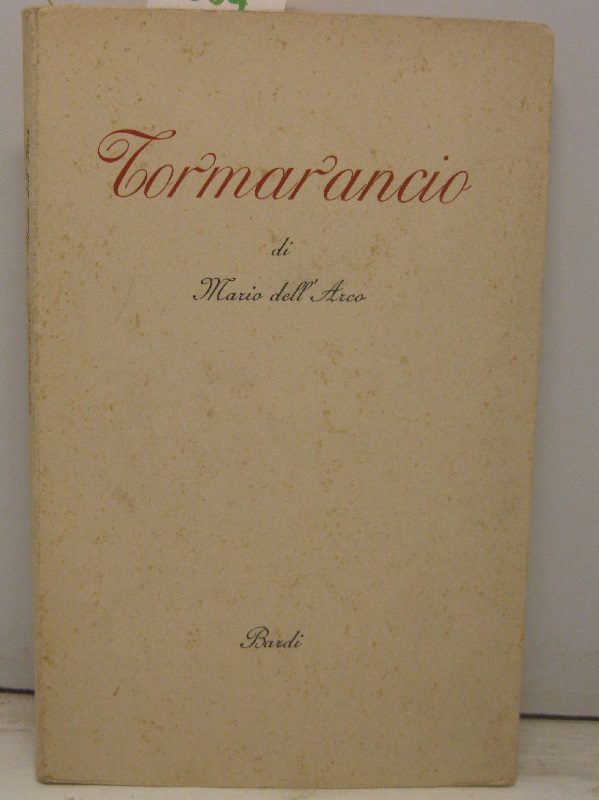 Tormarancio
di
Mario dell'Arco
Bardi